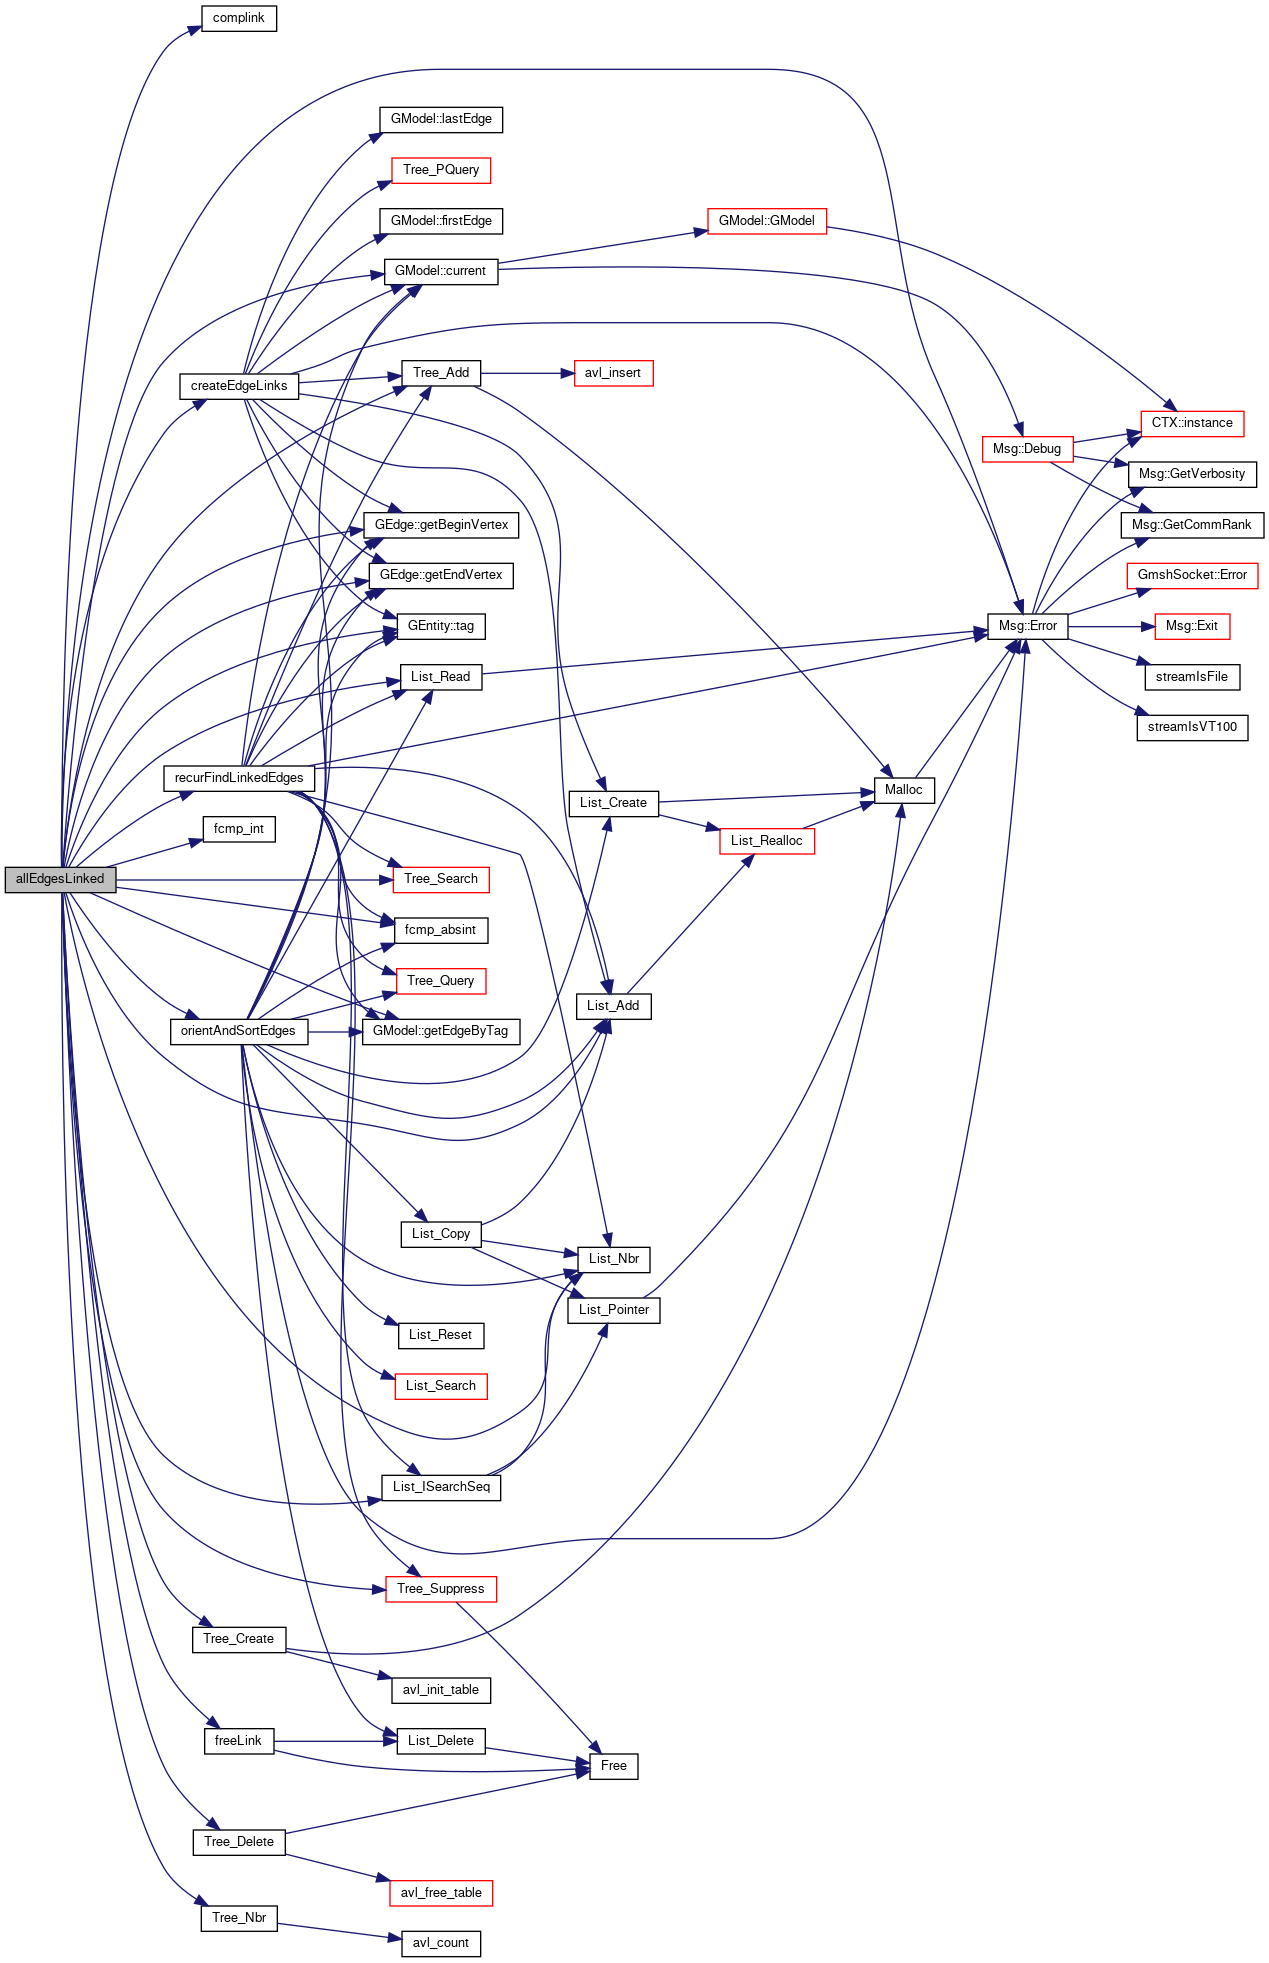 complink
GModel::lastEdge
Tree_PQuery
GModel::firstEdge
GModel::GModel
GModel::current
Tree_Add
avl_insert
createEdgeLinks
CTX::instance
Msg::Debug
Msg::GetVerbosity
GEdge::getBeginVertex
Msg::GetCommRank
GEdge::getEndVertex
GmshSocket::Error
GEntity::tag
Msg::Error
Msg::Exit
List_Read
streamIsFile
streamIsVT100
recurFindLinkedEdges
Malloc
List_Create
fcmp_int
List_Realloc
allEdgesLinked
Tree_Search
fcmp_absint
Tree_Query
List_Add
orientAndSortEdges
GModel::getEdgeByTag
List_Copy
List_Nbr
List_Pointer
List_Reset
List_Search
List_ISearchSeq
Tree_Suppress
Tree_Create
avl_init_table
freeLink
List_Delete
Free
Tree_Delete
avl_free_table
Tree_Nbr
avl_count